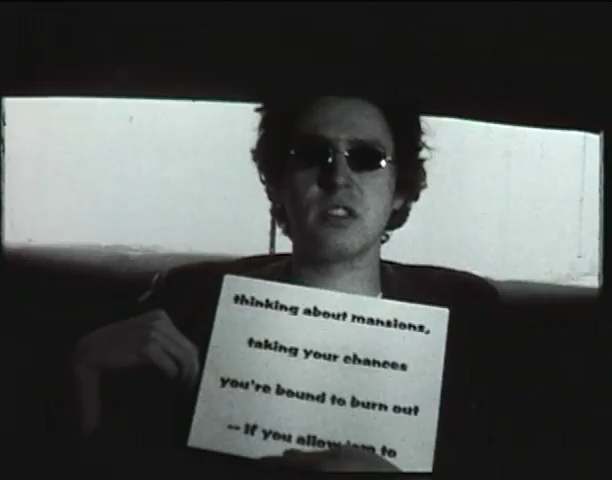 thinking about mansions,
taking your chances
you're bound to burn out
-- if you allow to